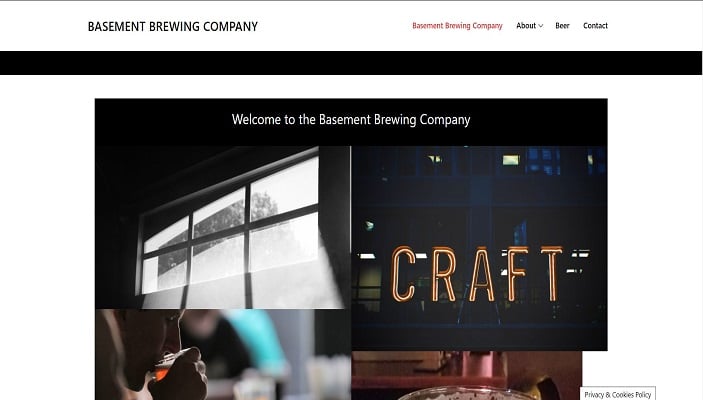 BASEMENT BREWING COMPANY
Basement Brewing Company About Beer Contact
Welcome to the Basement Brewing Company
CRAFT
Privacy & Cookies Policy